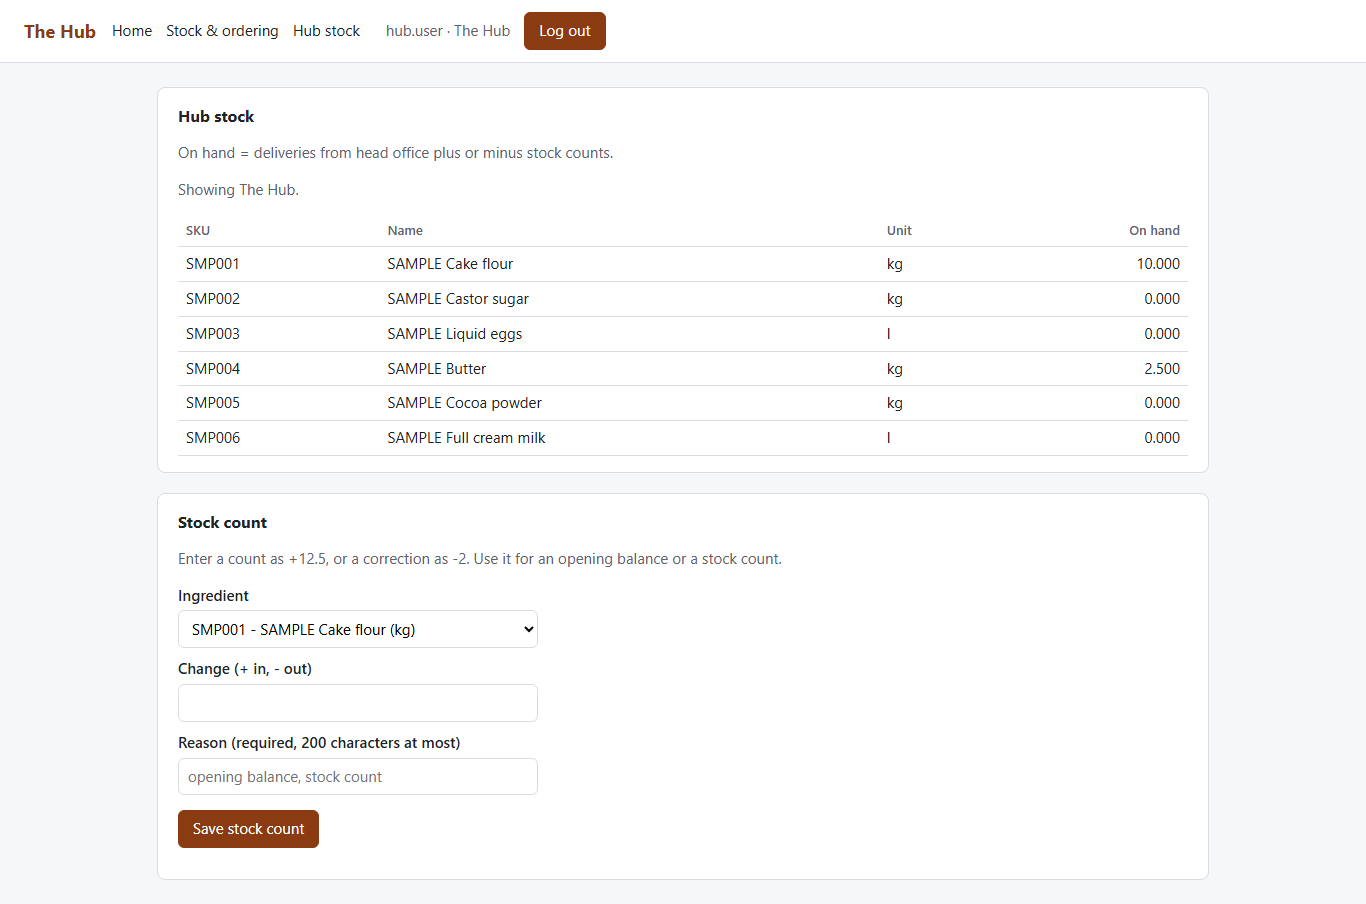 The Hub Home Stock & ordering Hub stock hub.user · The Hub Log out
Hub stock
On hand = deliveries from head office plus or minus stock counts.
Showing The Hub.
SKU Name Unit On hand
SMP001 SAMPLE Cake flour kg 10.000
SMP002 SAMPLE Castor sugar kg 0.000
SMP003 SAMPLE Liquid eggs l 0.000
SMP004 SAMPLE Butter kg 2.500
SMP005 SAMPLE Cocoa powder kg 0.000
SMP006 SAMPLE Full cream milk l 0.000
Stock count
Enter a count as +12.5, or a correction as -2. Use it for an opening balance or a stock count.
Ingredient
SMP001 - SAMPLE Cake flour (kg)
Change (+ in, - out)
Reason (required, 200 characters at most)
opening balance, stock count
Save stock count